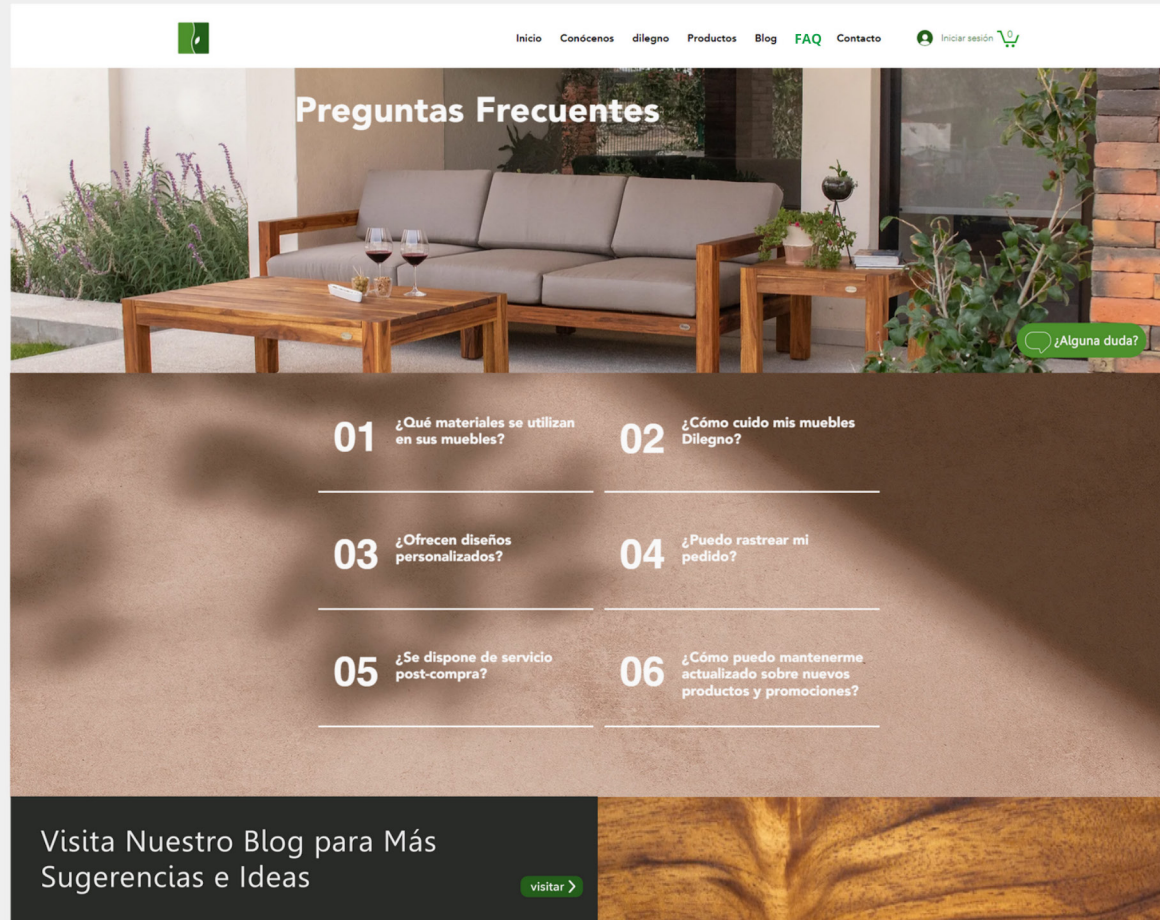 Inicio Conócenos dilegno Productos Blog FAQ Contacto Iniciar sesión 0
Preguntas Frecuentes
¿Alguna duda?
01 ¿Qué materiales se utilizan
en sus muebles?
02 ¿Cómo cuido mis muebles
Dilegno?
03 ¿Ofrecen diseños
personalizados?
04 ¿Puedo rastrear mi
pedido?
05 ¿Se dispone de servicio
post-compra?
06 ¿Cómo puedo mantenerme
actualizado sobre nuevos
productos y promociones?
Visita Nuestro Blog para Más
Sugerencias e Ideas
visitar